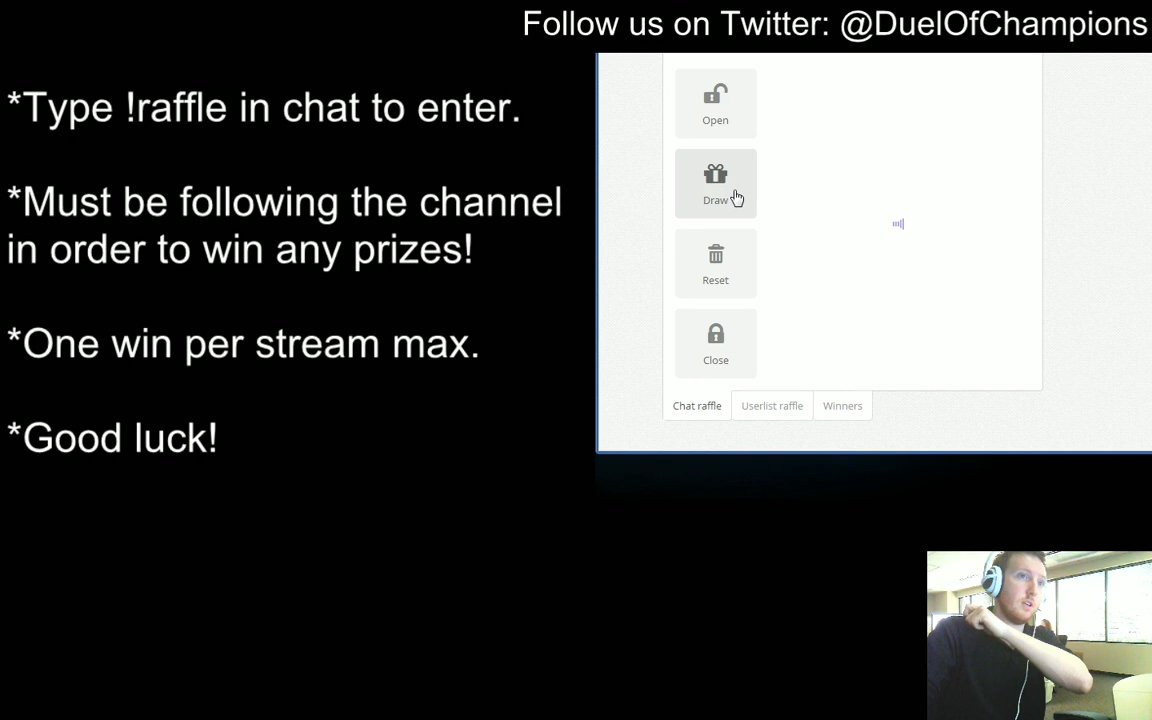 Follow us on Twitter: @DuelOfChampions
*Type !raffle in chat to enter.
*Must be following the channel
in order to win any prizes!
*One win per stream max.
*Good luck!
Open
Draw
Reset
Close
Chat raffle
Userlist raffle
Winners